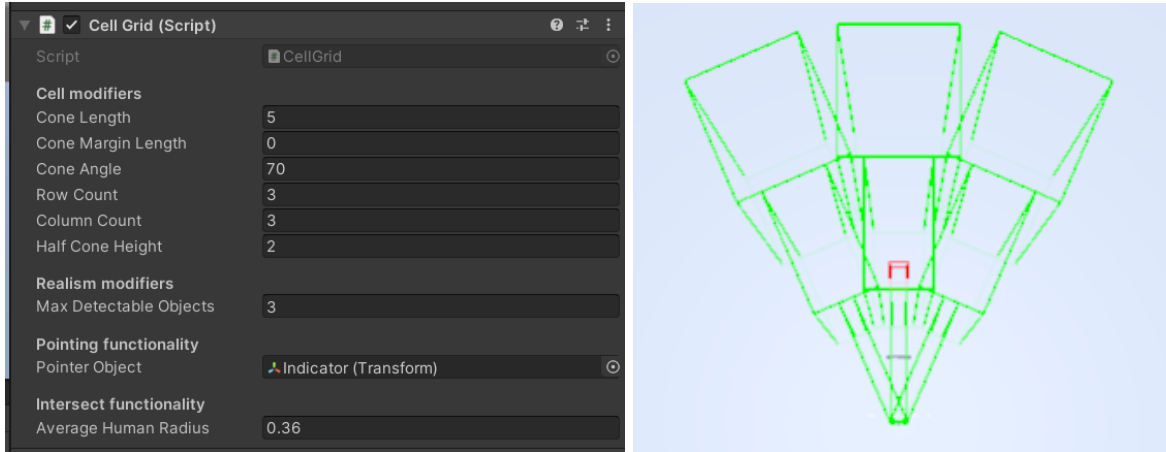 Cell Grid (Script)
Script CellGrid
Cell modifiers
Cone Length 5
Cone Margin Length 0
Cone Angle 70
Row Count 3
Column Count 3
Half Cone Height 2
Realism modifiers
Max Detectable Objects 3
Pointing functionality
Pointer Object Indicator (Transform)
Intersect functionality
Average Human Radius 0.36